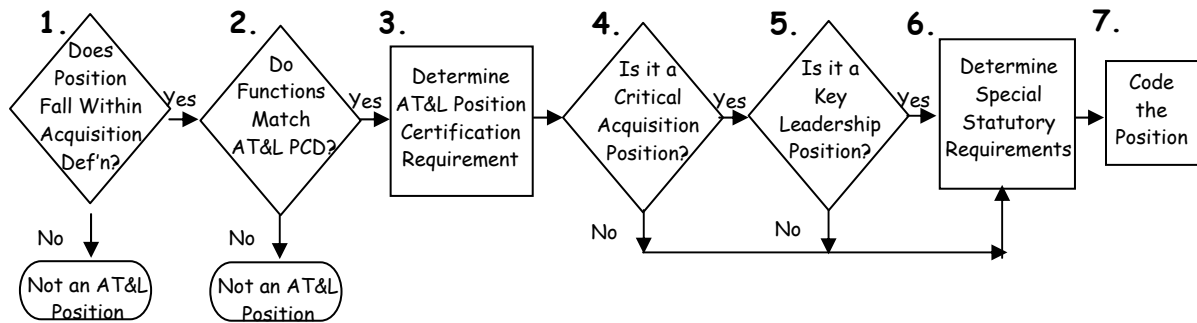 1.
Does
Position
Fall Within
Acquisition
Def'n?
Yes
No
Not an AT&L
Position
2.
Do
Functions
Match
AT&L PCD?
Yes
No
Not an AT&L
Position
3.
Determine
AT&L Position
Certification
Requirement
4.
Is it a
Critical
Acquisition
Position?
Yes
No
5.
Is it a
Key
Leadership
Position?
Yes
No
6.
Determine
Special
Statutory
Requirements
7.
Code
the
Position